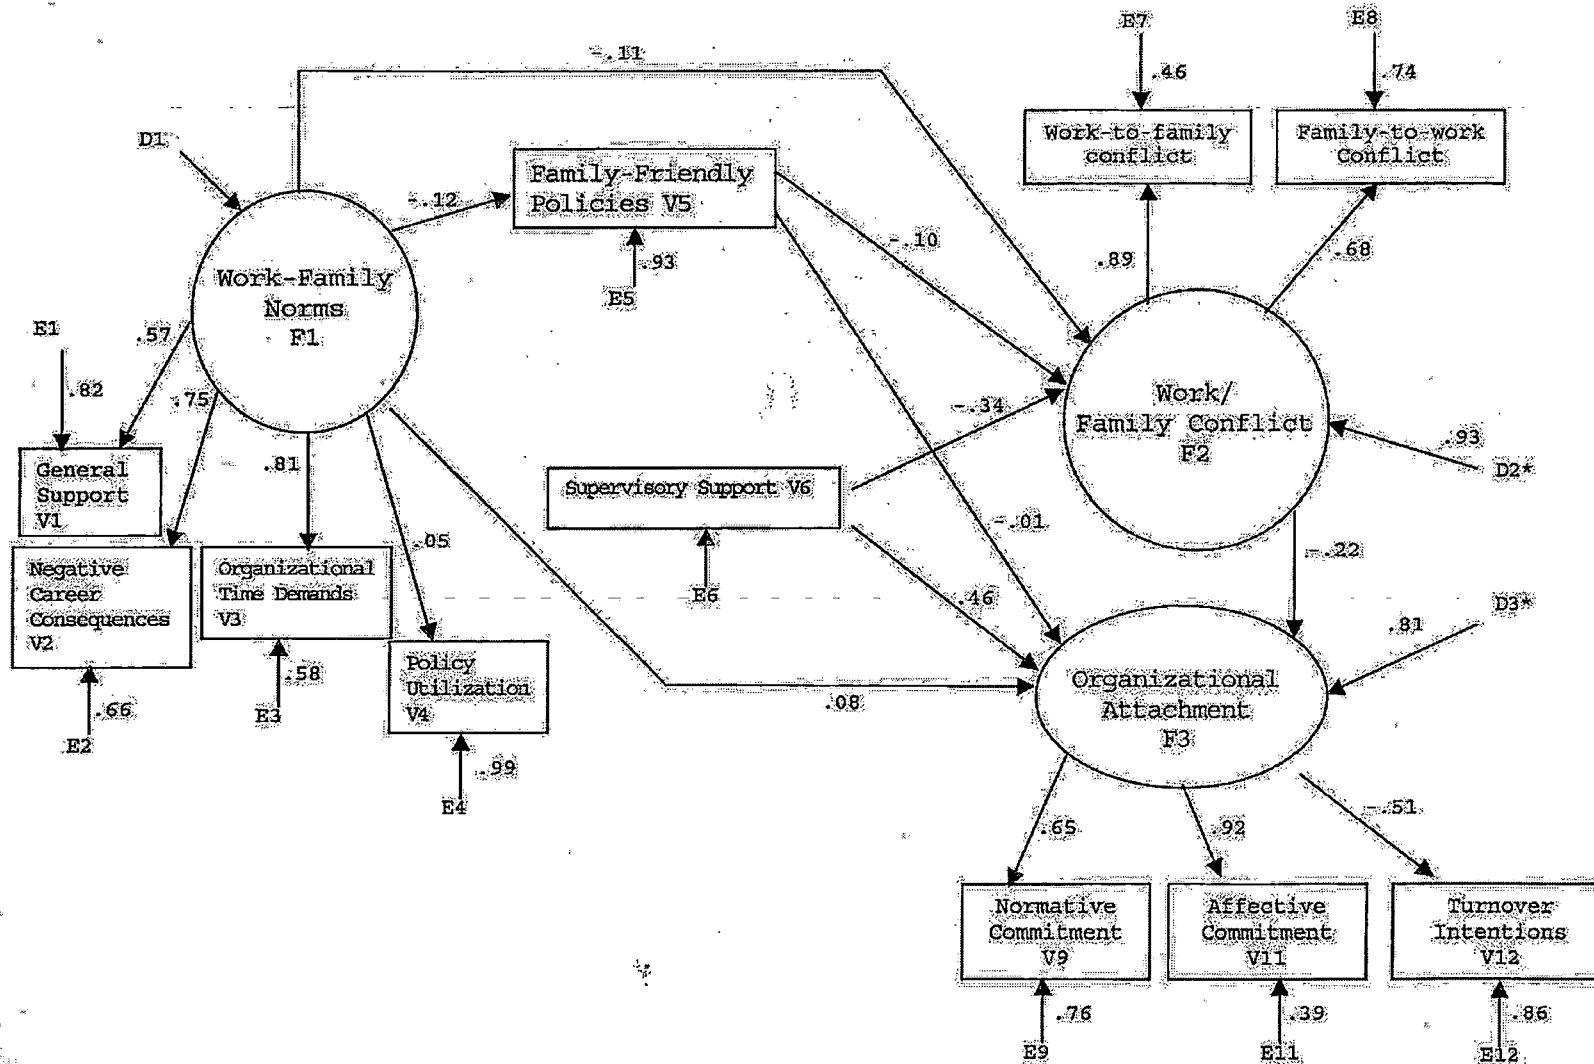 E7
E8
-.11
.46
.74
D1
Work-to-family
conflict
Family-to-work
Conflict
Family-Friendly
Policies V5
-.12
-.10
.93
E5
.89
.68
Work-Family
Norms
F1
E1
.57
.82
.75
-.34
Work/
Family Conflict
F2
.93
D2*
.81
General
Support
V1
Supervisory Support V6
-.01
-.22
.05
E6
.46
Negative
Career
Consequences
V2
Organizational
Time Demands
V3
D3*
.81
Policy
Utilization
V4
.58
E3
.66
E2
.08
Organizational
Attachment
F3
.99
E4
.65
.92
-.51
Normative
Commitment
V9
Affective
Commitment
V11
Turnover
Intentions
V12
.76
.39
.86
E9
E11
E12